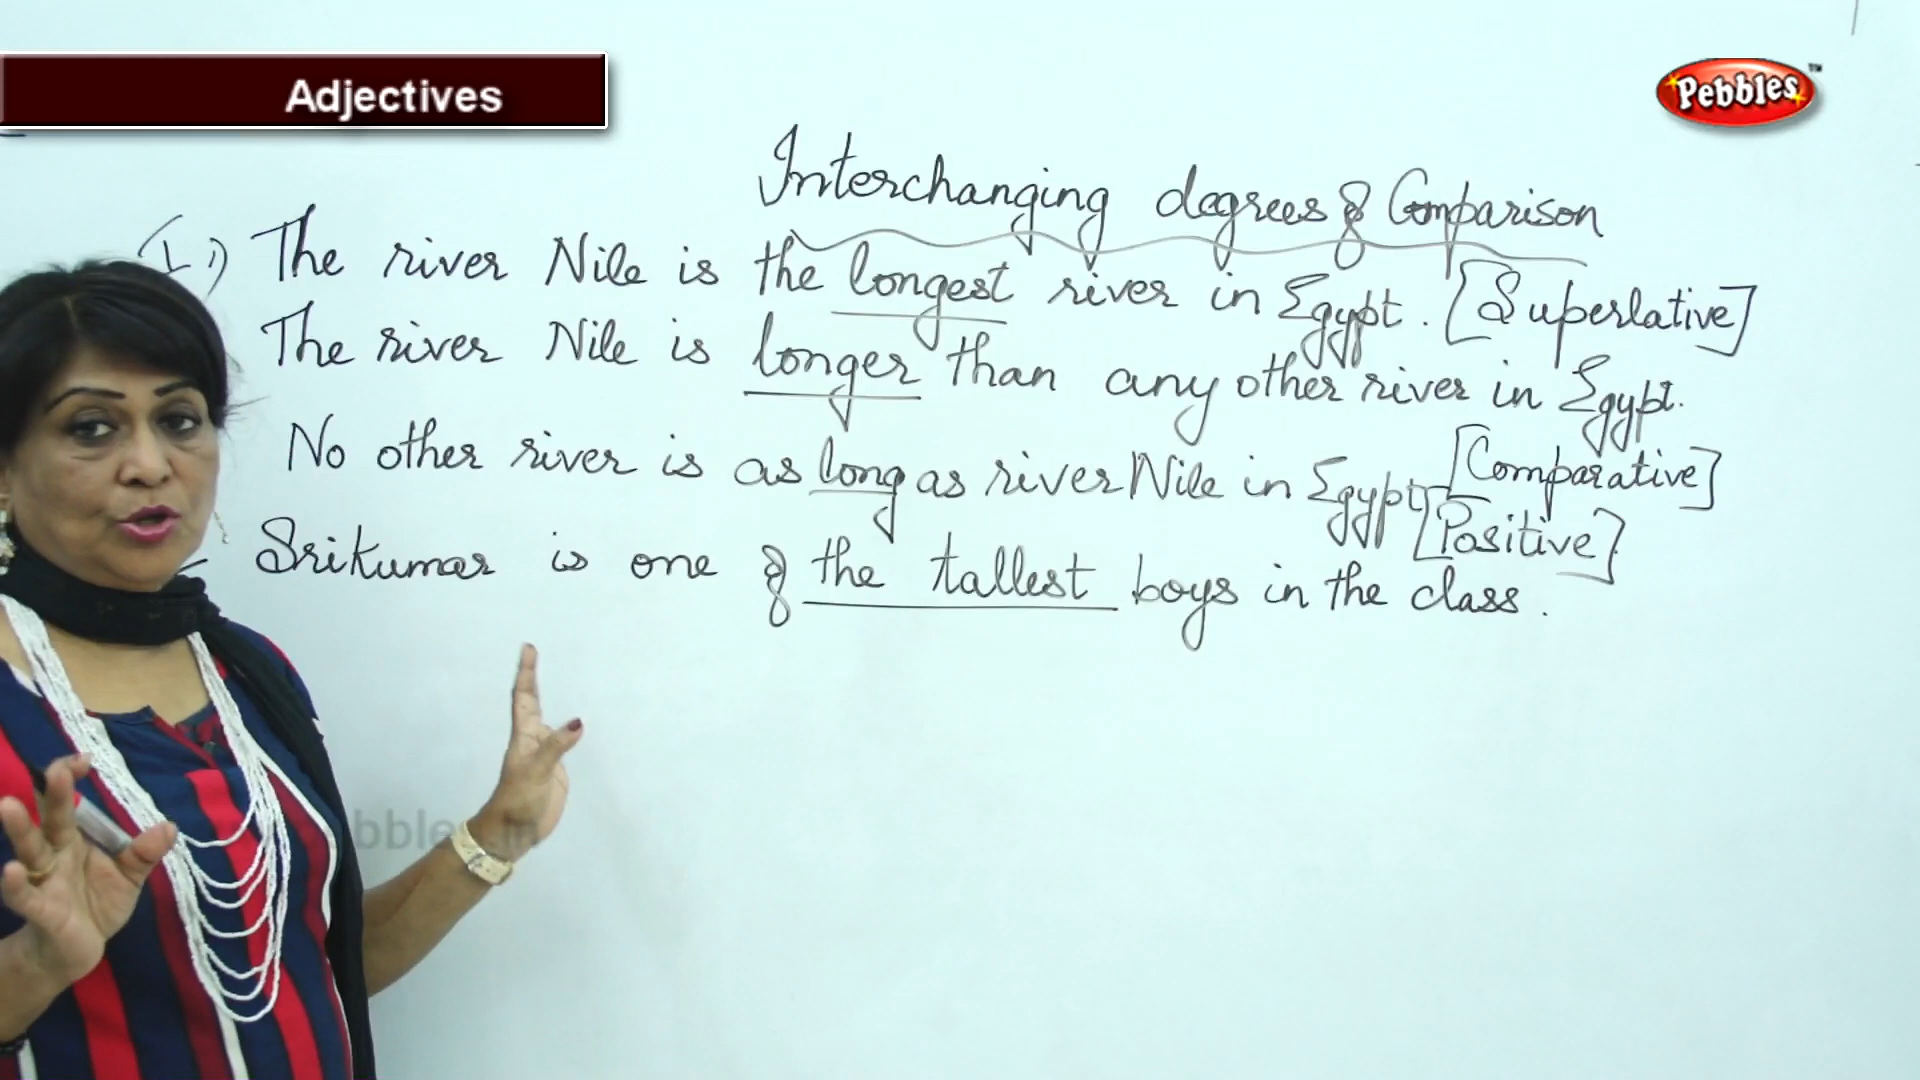 Adjectives
Pebbles™
Interchanging degrees of Comparison
I 1) The river Nile is the longest river in Egypt. [Superlative]
The river Nile is longer than any other river in Egypt.
[Comparative]
No other river is as long as river Nile in Egypt
[Positive]
Srikumar is one of the tallest boys in the class.